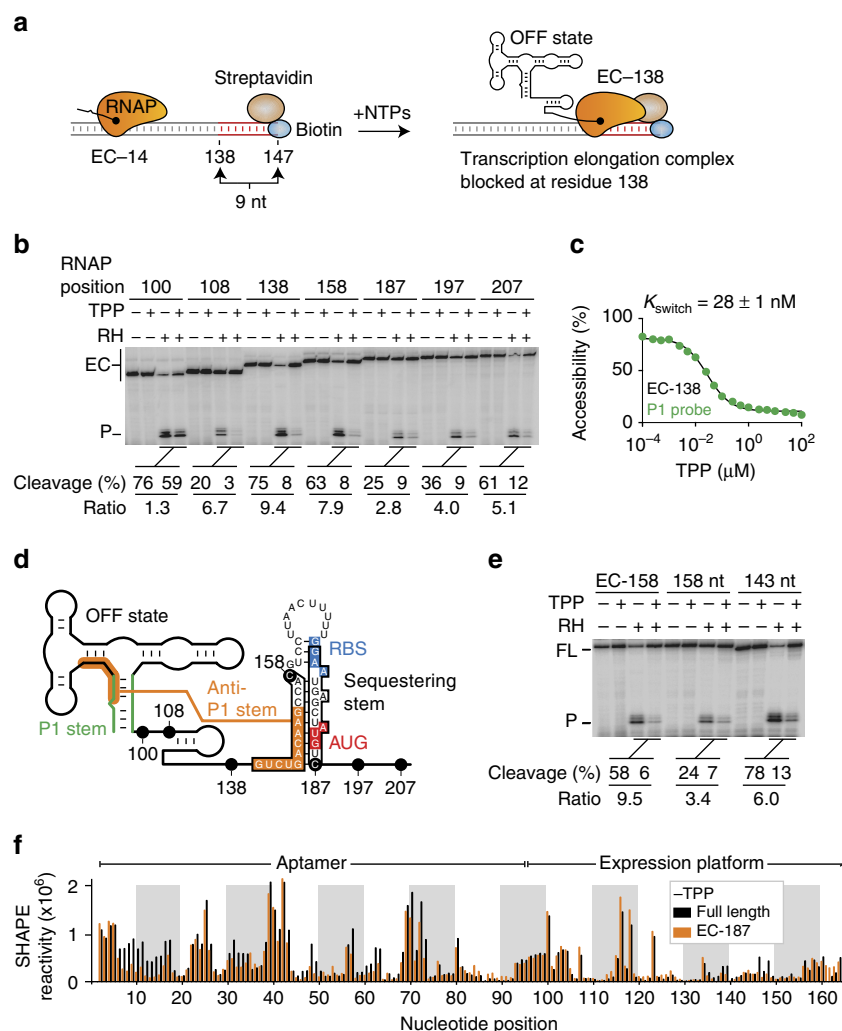 a
OFF state
Streptavidin
EC–138
RNAP
+NTPs
Biotin
EC–14
138 147
9 nt
Transcription elongation complex
blocked at residue 138
b
RNAP
position
100 108 138 158 187 197 207
TPP – + – + – + – + – + – + – + – + – + – + – + – + – + – +
RH – – + + – – + + – – + + – – + + – – + + – – + + – – + +
EC
P
Cleavage (%) 76 59 20 3 75 8 63 8 25 9 36 9 61 12
Ratio 1.3 6.7 9.4 7.9 2.8 4.0 5.1
c
Kswitch = 28 ± 1 nM
Accessibility (%)
100
50
0
EC-138
P1 probe
10⁻⁴ 10⁻² 10⁰ 10²
TPP (μM)
d
OFF state
RBS
158
Anti-
P1 stem
Sequestering
stem
P1 stem
108
100
AUG
GUCUG
138 187 197 207
e
EC-158 158 nt 143 nt
TPP – + – + – + – + – + – +
RH – – + + – – + + – – + +
FL
P
Cleavage (%) 58 6 24 7 78 13
Ratio 9.5 3.4 6.0
f
Aptamer Expression platform
SHAPE
reactivity (x10⁶)
2
1
0
–TPP
Full length
EC-187
10 20 30 40 50 60 70 80 90 100 110 120 130 140 150 160
Nucleotide position